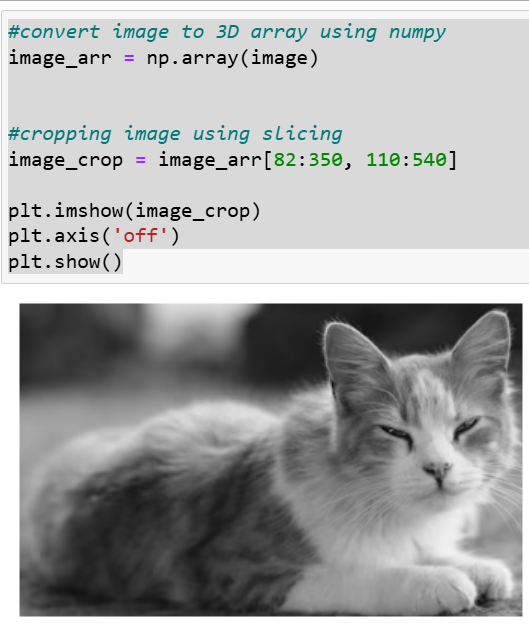 #convert image to 3D array using numpy
image_arr = np.array(image)
#cropping image using slicing
image_crop = image_arr[82:350, 110:540]
plt.imshow(image_crop)
plt.axis('off')
plt.show()